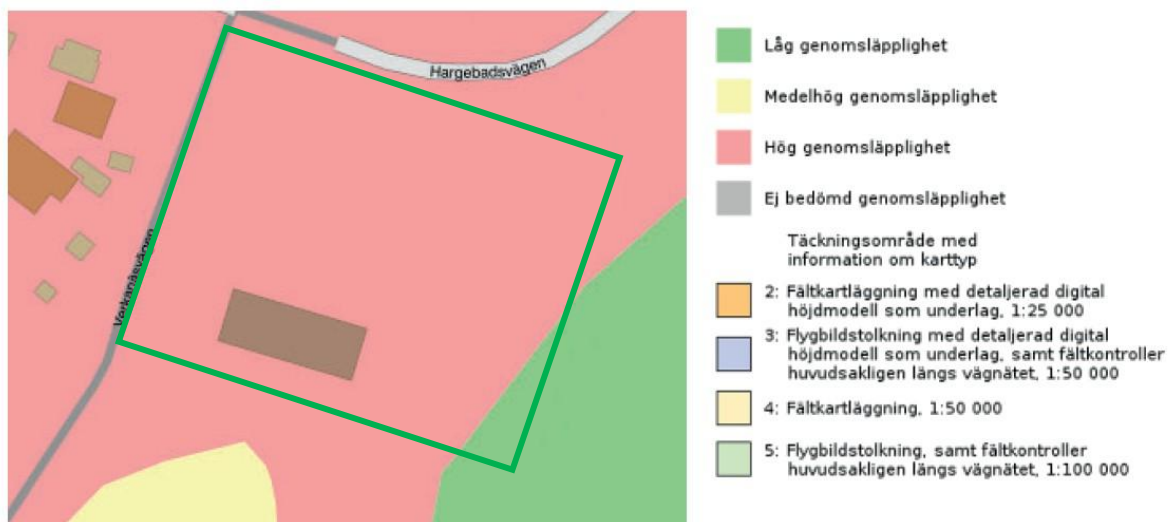 Hargebadsvägen
Verkanäsvägen
Låg genomsläpplighet
Medelhög genomsläpplighet
Hög genomsläpplighet
Ej bedömd genomsläpplighet
Täckningsområde med
information om karttyp
2: Fältkartläggning med detaljerad digital
höjdmodell som underlag, 1:25 000
3: Flygbildstolkning med detaljerad digital
höjdmodell som underlag, samt fältkontroller
huvudsakligen längs vägnätet, 1:50 000
4: Fältkartläggning, 1:50 000
5: Flygbildstolkning, samt fältkontroller
huvudsakligen längs vägnätet, 1:100 000